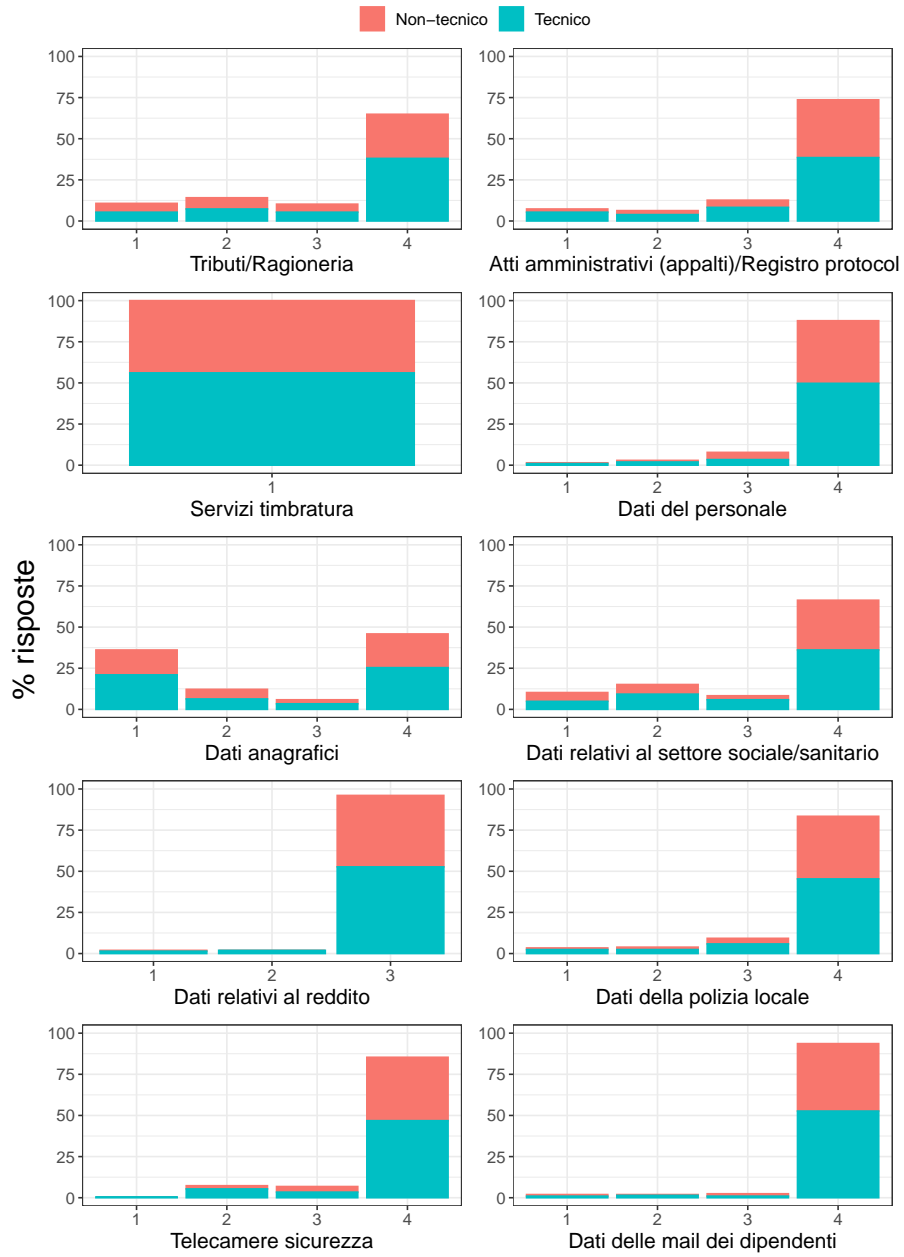 Non-tecnico Tecnico
% risposte
100
75
50
25
0
1 2 3 4
Tributi/Ragioneria
100
75
50
25
0
1 2 3 4
Atti amministrativi (appalti)/Registro protocol
100
75
50
25
0
1
Servizi timbratura
100
75
50
25
0
1 2 3 4
Dati del personale
100
75
50
25
0
1 2 3 4
Dati anagrafici
100
75
50
25
0
1 2 3 4
Dati relativi al settore sociale/sanitario
100
75
50
25
0
1 2 3
Dati relativi al reddito
100
75
50
25
0
1 2 3 4
Dati della polizia locale
100
75
50
25
0
1 2 3 4
Telecamere sicurezza
100
75
50
25
0
1 2 3 4
Dati delle mail dei dipendenti